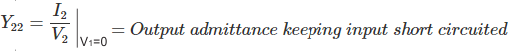 Y₂₂ = I₂/V₂ |V₁=0 = Output admittance keeping input short circuited